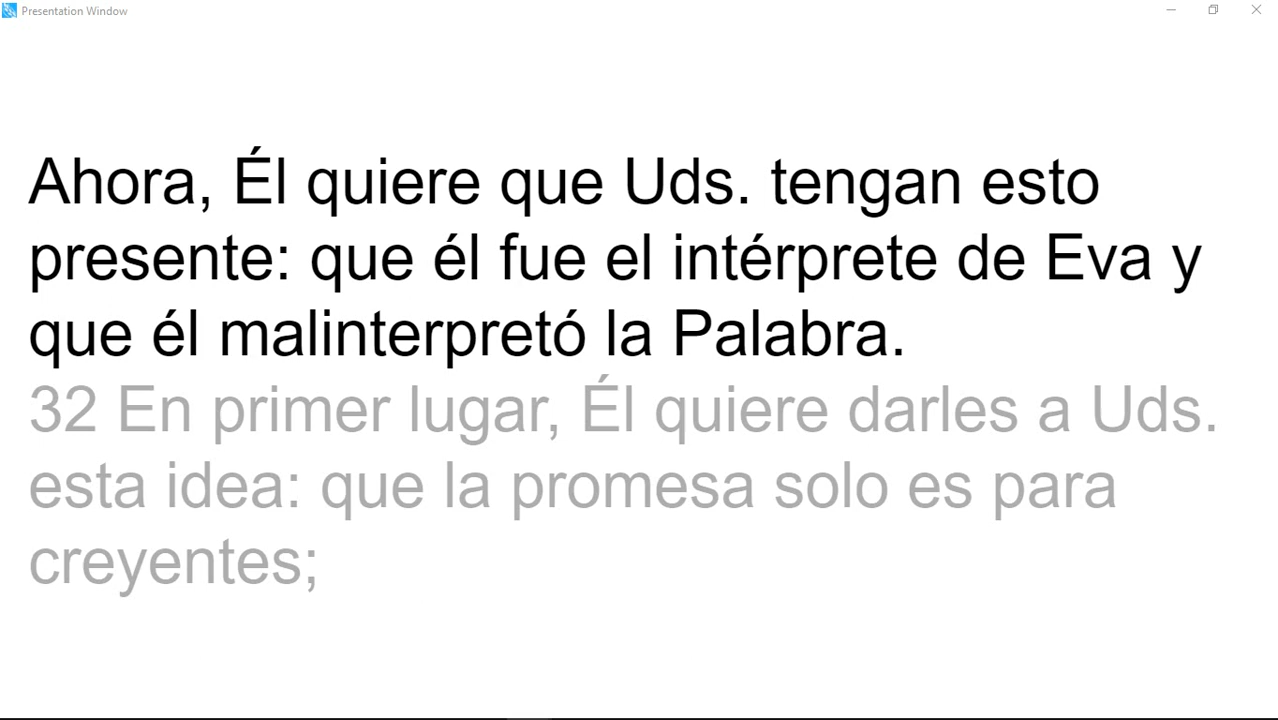 Presentation Window
Ahora, Él quiere que Uds. tengan esto
presente: que él fue el intérprete de Eva y
que él malinterpretó la Palabra.
32 En primer lugar, Él quiere darles a Uds.
esta idea: que la promesa solo es para
creyentes;